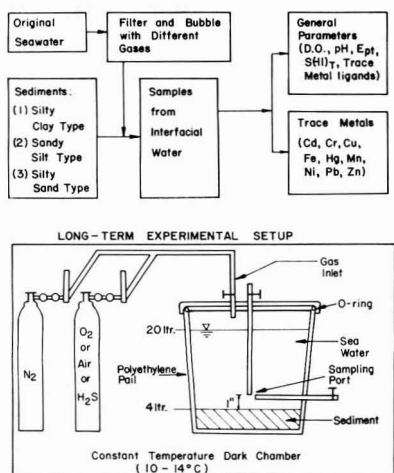 Original
Seawater
Filter and Bubble
with Different
Gases
General
Parameters
(D.O., pH, Ept,
S(-II)T, Trace
Metal ligands)
Sediments:
(1) Silty
Clay Type
(2) Sandy
Silt Type
(3) Silty
Sand Type
Samples
from
Interfacial
Water
Trace Metals
(Cd, Cr, Cu,
Fe, Hg, Mn,
Ni, Pb, Zn)
LONG-TERM EXPERIMENTAL SETUP
Gas
Inlet
O-ring
20 ltr.
Sea
Water
Sampling
Port
N2
O2
or
Air
or
H2S
Polyethylene
Pail
4 ltr.
1"
Sediment
Constant Temperature Dark Chamber
(10 - 14°C)